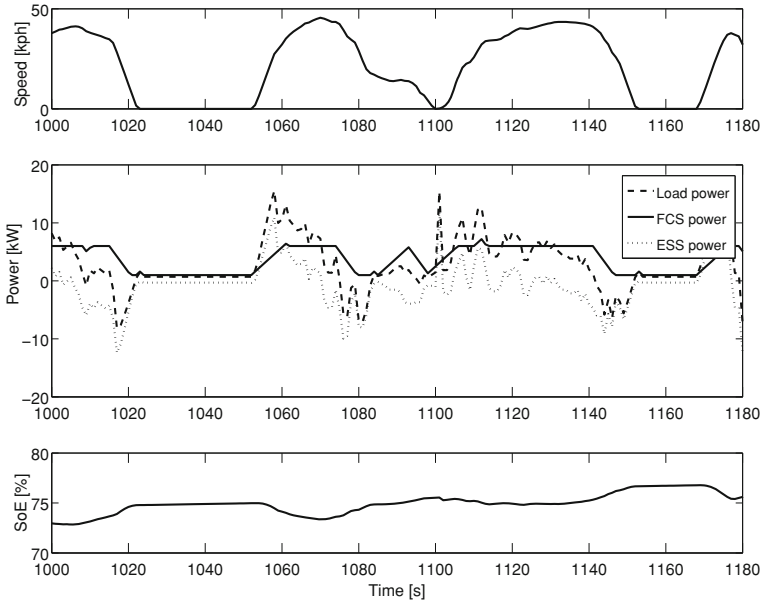 Speed [kph]
50
0
1000 1020 1040 1060 1080 1100 1120 1140 1160 1180
Power [kW]
20
10
0
−10
−20
Load power
FCS power
ESS power
1000 1020 1040 1060 1080 1100 1120 1140 1160 1180
SoE [%]
80
75
70
1000 1020 1040 1060 1080 1100 1120 1140 1160 1180
Time [s]